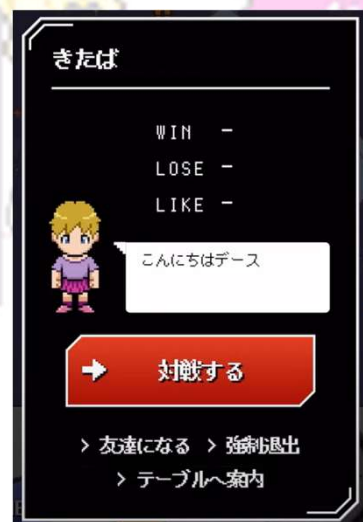 きたば
WIN -
LOSE -
LIKE -
こんにちはデース
対戦する
> 友達になる > 強制退出
> テーブルへ案内